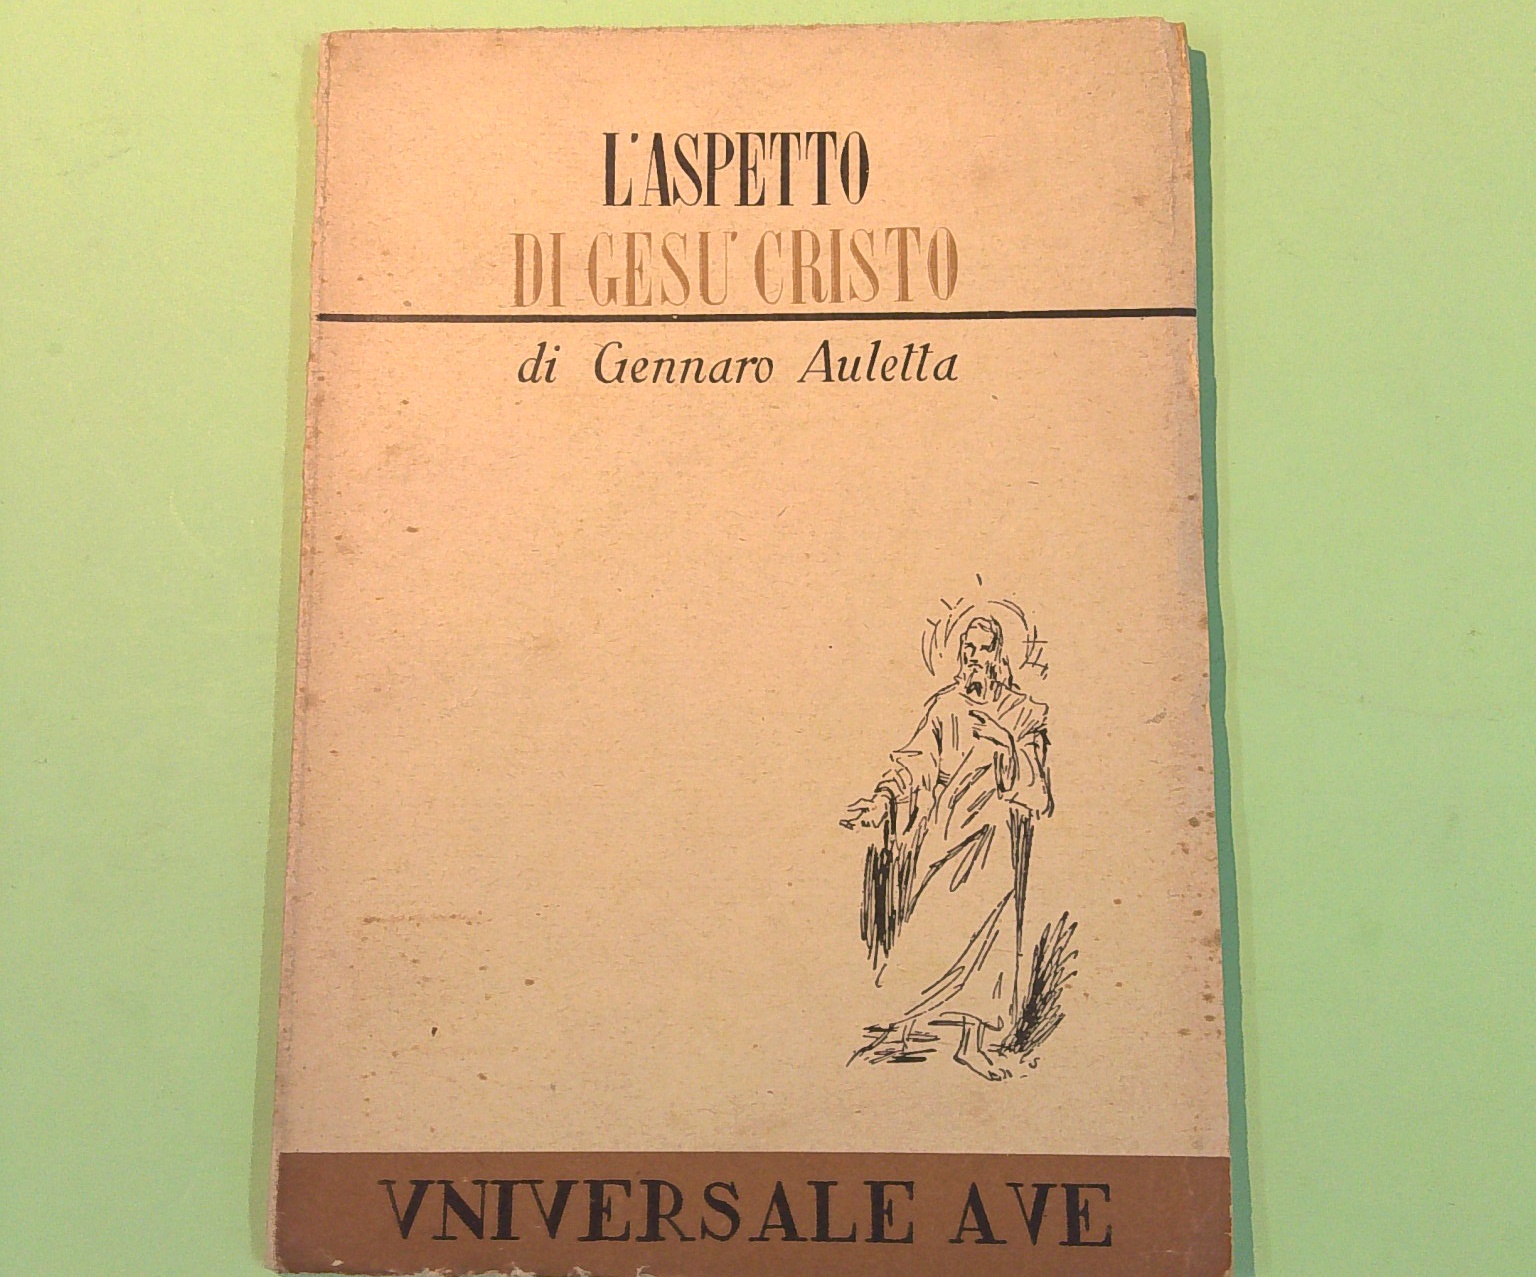 L'ASPETTO
DI GESU' CRISTO
di Gennaro Auletta
VNIVERSALE AVE